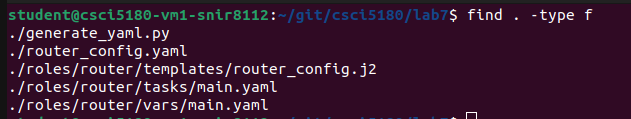 student@csci5180-vm1-snir8112:~/git/csci5180/lab7$ find . -type f
./generate_yaml.py
./router_config.yaml
./roles/router/templates/router_config.j2
./roles/router/tasks/main.yaml
./roles/router/vars/main.yaml